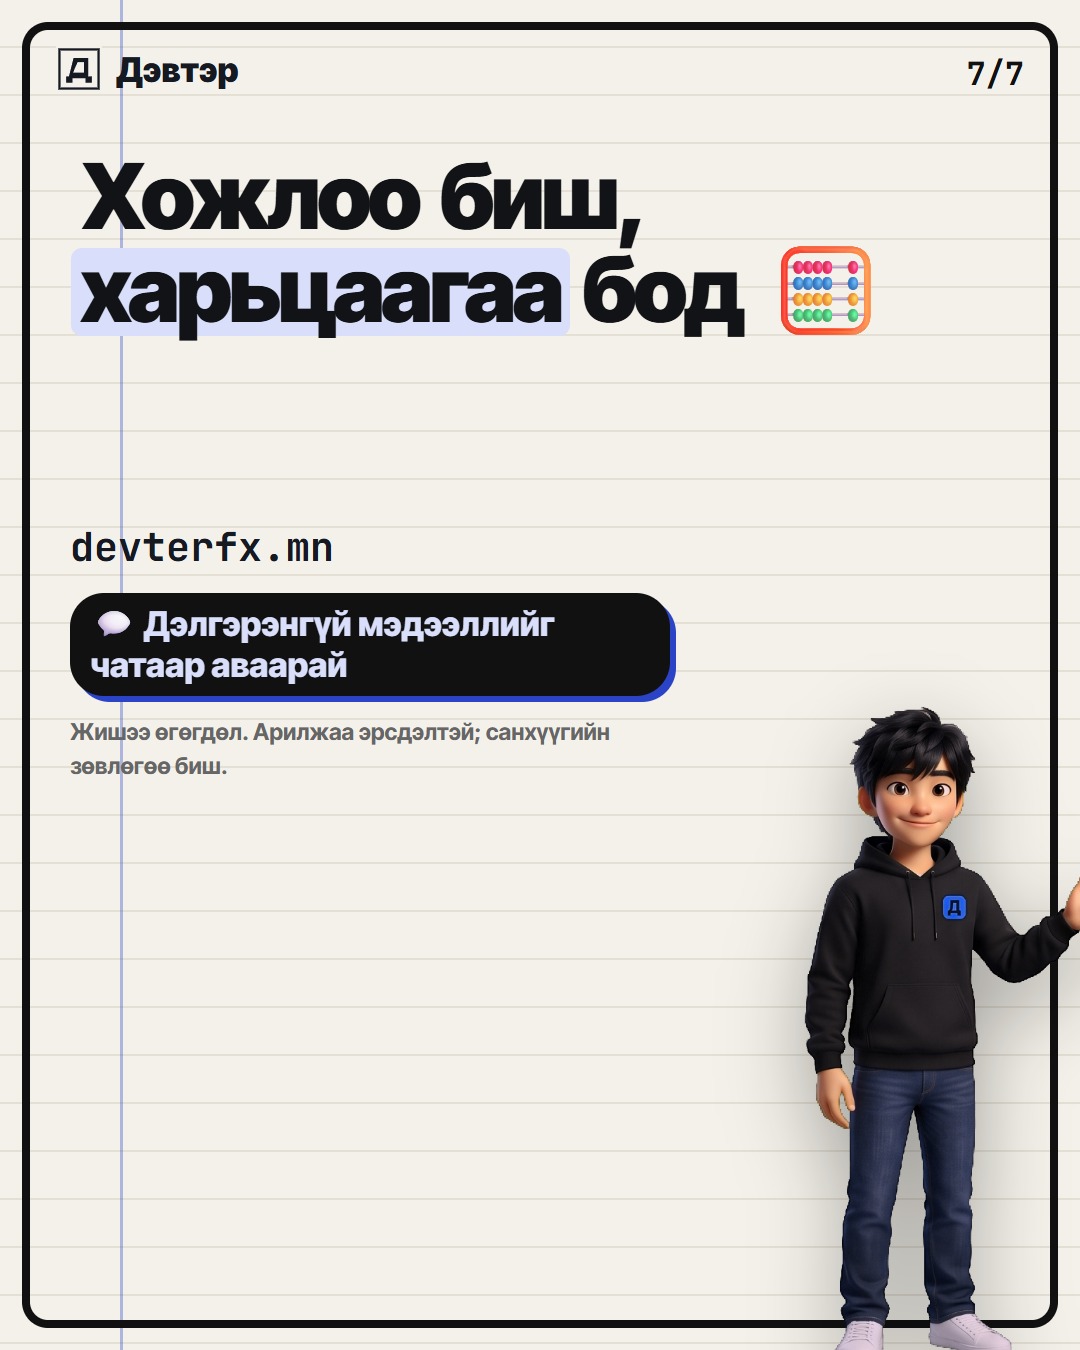 Д Дэвтэр
7/7
Хожлоо биш,
харьцаагаа бод
devterfx.mn
Дэлгэрэнгүй мэдээллийг
чатаар аваарай
Жишээ өгөгдөл. Арилжаа эрсдэлтэй; санхүүгийн
зөвлөгөө биш.
Д